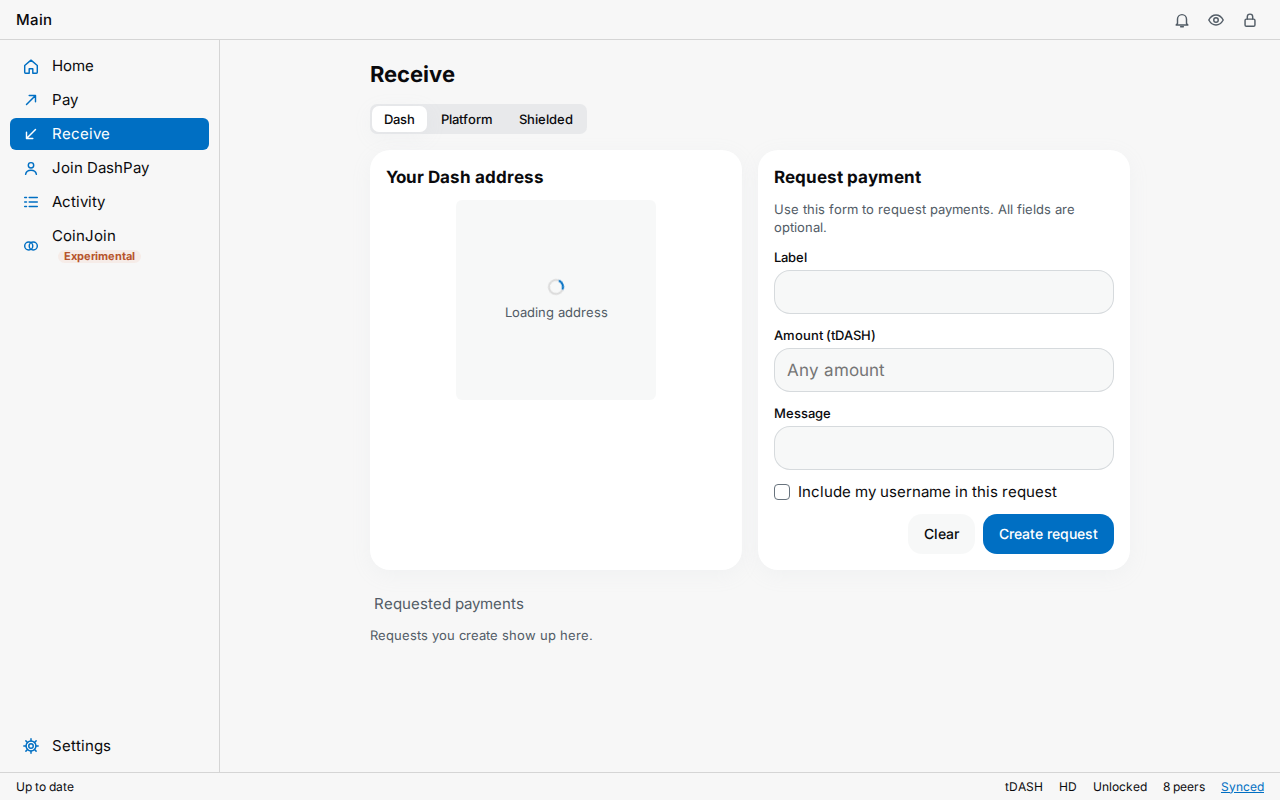 Main
Home
Pay
Receive
Join DashPay
Activity
CoinJoin
Experimental
Settings
Receive
Dash
Platform
Shielded
Your Dash address
Loading address
Request payment
Use this form to request payments. All fields are
optional.
Label
Amount (tDASH)
Any amount
Message
Include my username in this request
Clear
Create request
Requested payments
Requests you create show up here.
Up to date
tDASH
HD
Unlocked
8 peers
Synced